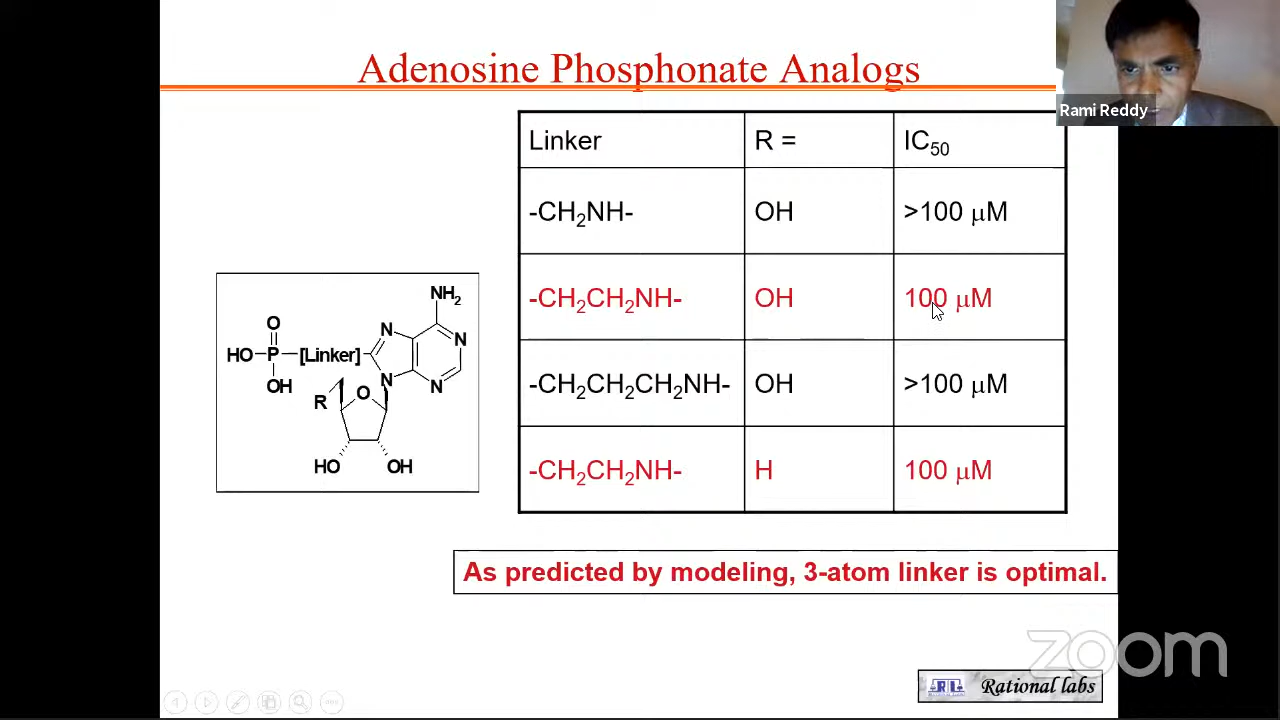 Adenosine Phosphonate Analogs
Rami Reddy
Linker R = IC50
-CH2NH- OH >100 μM
-CH2CH2NH- OH 100 μM
-CH2CH2CH2NH- OH >100 μM
-CH2CH2NH- H 100 μM
NH2
O
N
N
HO
P
[Linker]
OH
N
N
R
O
HO
OH
As predicted by modeling, 3-atom linker is optimal.
zoom
RL
Rational labs